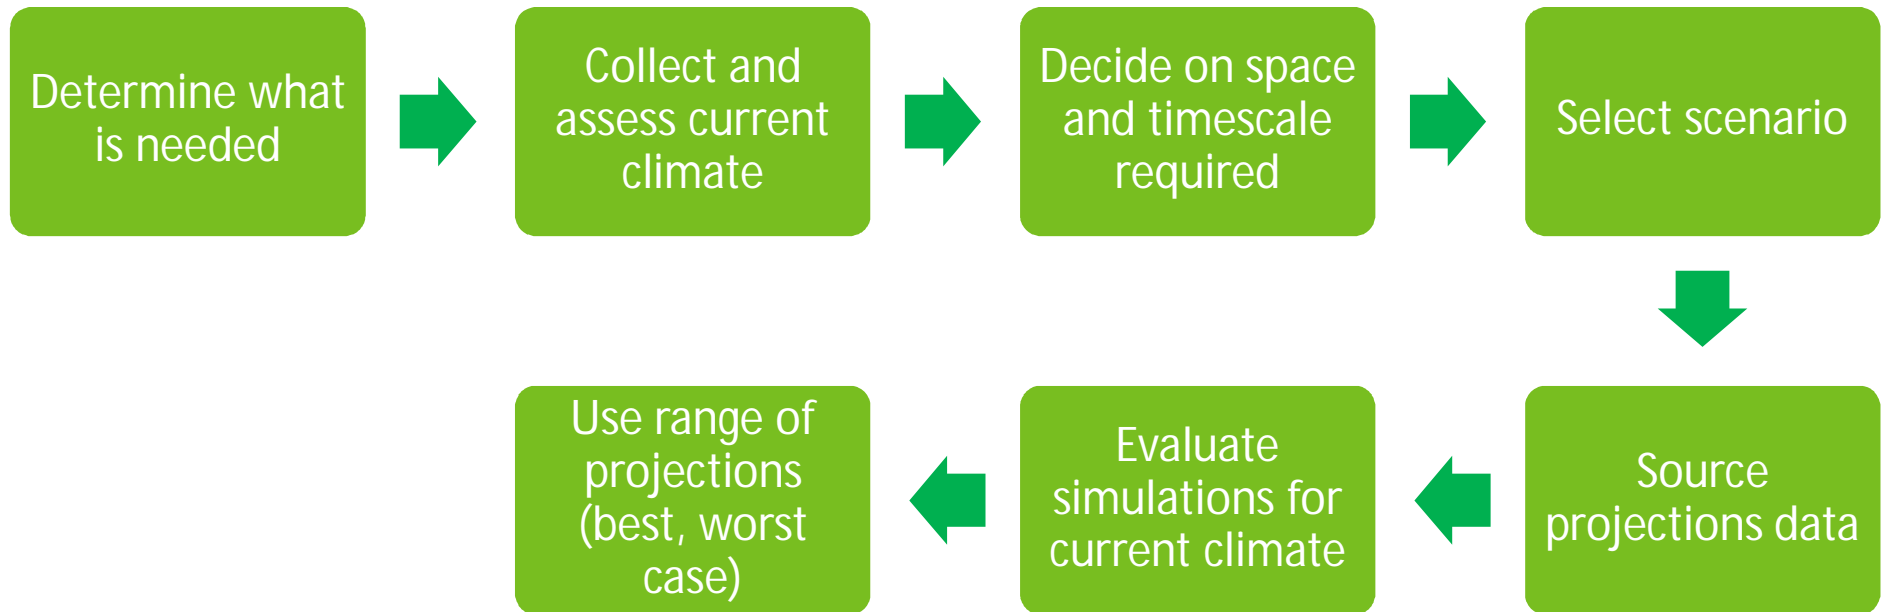 Determine what
is needed
Collect and
assess current
climate
Decide on space
and timescale
required
Select scenario
Source
projections data
Evaluate
simulations for
current climate
Use range of
projections
(best, worst
case)